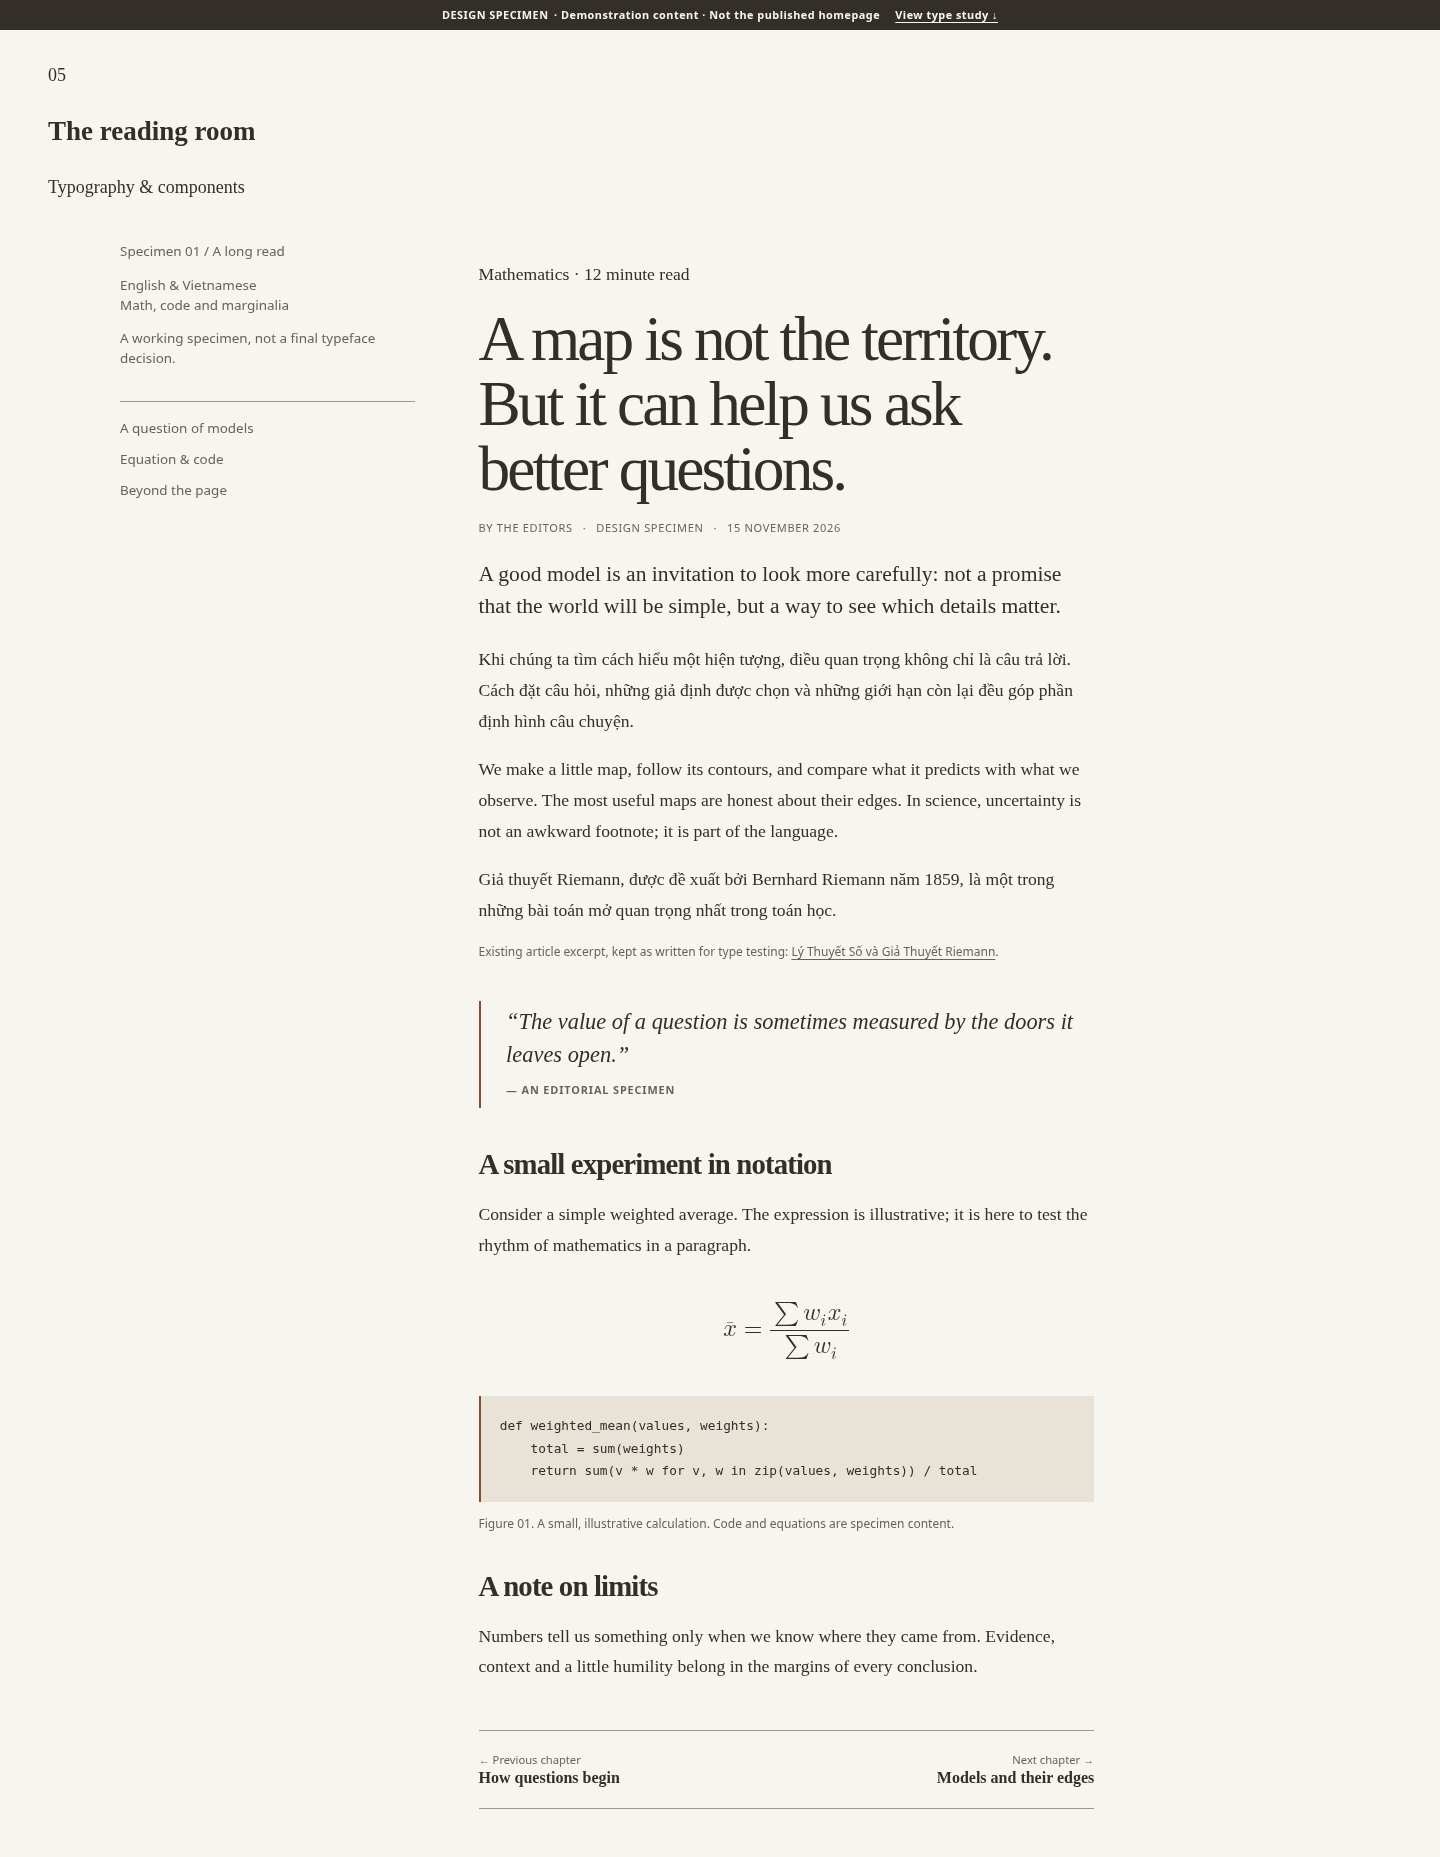 DESIGN SPECIMEN · Demonstration content · Not the published homepage View type study ↓
05
The reading room
Typography & components
Specimen 01 / A long read
English & Vietnamese
Math, code and marginalia
A working specimen, not a final typeface
decision.
A question of models
Equation & code
Beyond the page
Mathematics · 12 minute read
A map is not the territory.
But it can help us ask
better questions.
BY THE EDITORS · DESIGN SPECIMEN · 15 NOVEMBER 2026
A good model is an invitation to look more carefully: not a promise
that the world will be simple, but a way to see which details matter.
Khi chúng ta tìm cách hiểu một hiện tượng, điều quan trọng không chỉ là câu trả lời.
Cách đặt câu hỏi, những giả định được chọn và những giới hạn còn lại đều góp phần
định hình câu chuyện.
We make a little map, follow its contours, and compare what it predicts with what we
observe. The most useful maps are honest about their edges. In science, uncertainty is
not an awkward footnote; it is part of the language.
Giả thuyết Riemann, được đề xuất bởi Bernhard Riemann năm 1859, là một trong
những bài toán mở quan trọng nhất trong toán học.
Existing article excerpt, kept as written for type testing: Lý Thuyết Số và Giả Thuyết Riemann.
“The value of a question is sometimes measured by the doors it
leaves open.”
— AN EDITORIAL SPECIMEN
A small experiment in notation
Consider a simple weighted average. The expression is illustrative; it is here to test the
rhythm of mathematics in a paragraph.
x̄ = ∑ wᵢxᵢ / ∑ wᵢ
def weighted_mean(values, weights):
    total = sum(weights)
    return sum(v * w for v, w in zip(values, weights)) / total
Figure 01. A small, illustrative calculation. Code and equations are specimen content.
A note on limits
Numbers tell us something only when we know where they came from. Evidence,
context and a little humility belong in the margins of every conclusion.
← Previous chapter
How questions begin
Next chapter →
Models and their edges